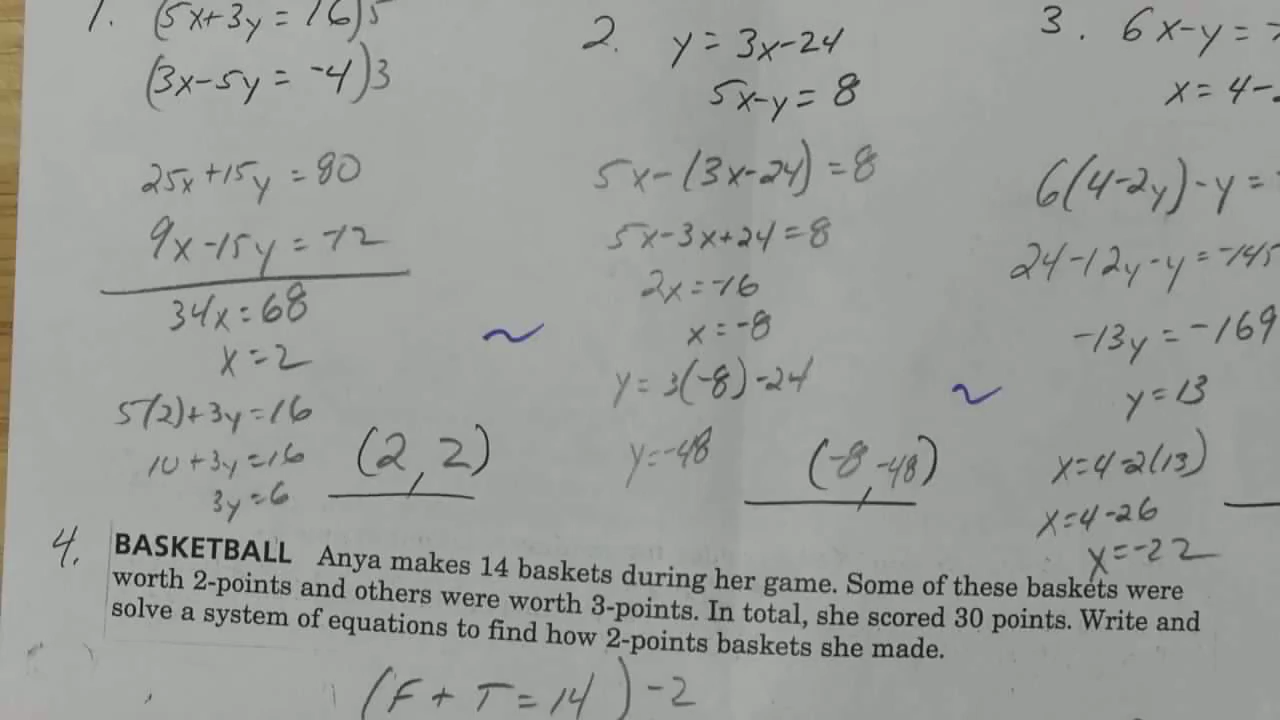 1. (5x+3y = 16)5
(3x-5y = -4)3
25x+15y = 80
9x-15y = -12
34x = 68
x = 2
5(2)+3y = 16
10+3y = 16
3y = 6
(2, 2)
2. y = 3x-24
5x-y = 8
5x-(3x-24) = 8
5x-3x+24 = 8
2x = -16
x = -8
y = 3(-8)-24
y = -48
(-8, -48)
3. 6x-y =
x = 4-
6(4-2y)-y =
24-12y-y = -145
-13y = -169
y = 13
x = 4-2(13)
x = 4-26
x = -22
4. BASKETBALL Anya makes 14 baskets during her game. Some of these baskets were
worth 2-points and others were worth 3-points. In total, she scored 30 points. Write and
solve a system of equations to find how 2-points baskets she made.
(F + T = 14) -2